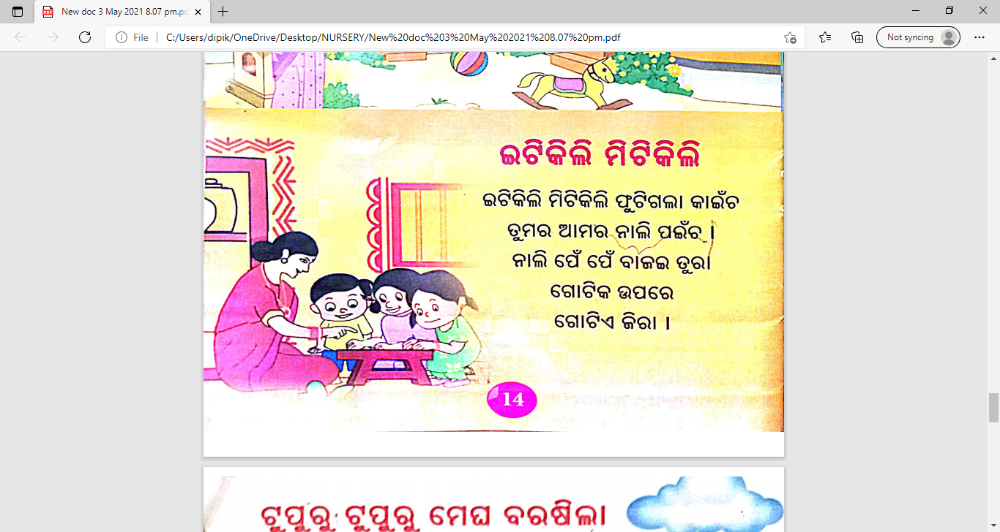 New doc 3 May 2021 8.07 pm.pd
File
C:/Users/dipik/OneDrive/Desktop/NURSERY/New%20doc%203%20May%202021%208.07%20pm.pdf
Not syncing
ଇଟିକିଲି ମିଟିକିଲି
ଇଟିକିଲି ମିଟିକିଲି ଫୁଟିଗଲା କାଇଁଚ
ତୁମର ଆମର ନାଲି ପଇଁଚ ।
ନାଲି ପେଁ ପେଁ ବାଜଇ ତୁରା
ଗୋଟିକ ଉପରେ
ଗୋଟିଏ ଜିରା ।
14
ଟୁପୁରୁ ଟୁପୁରୁ ମେଘ ବରଷିଲା